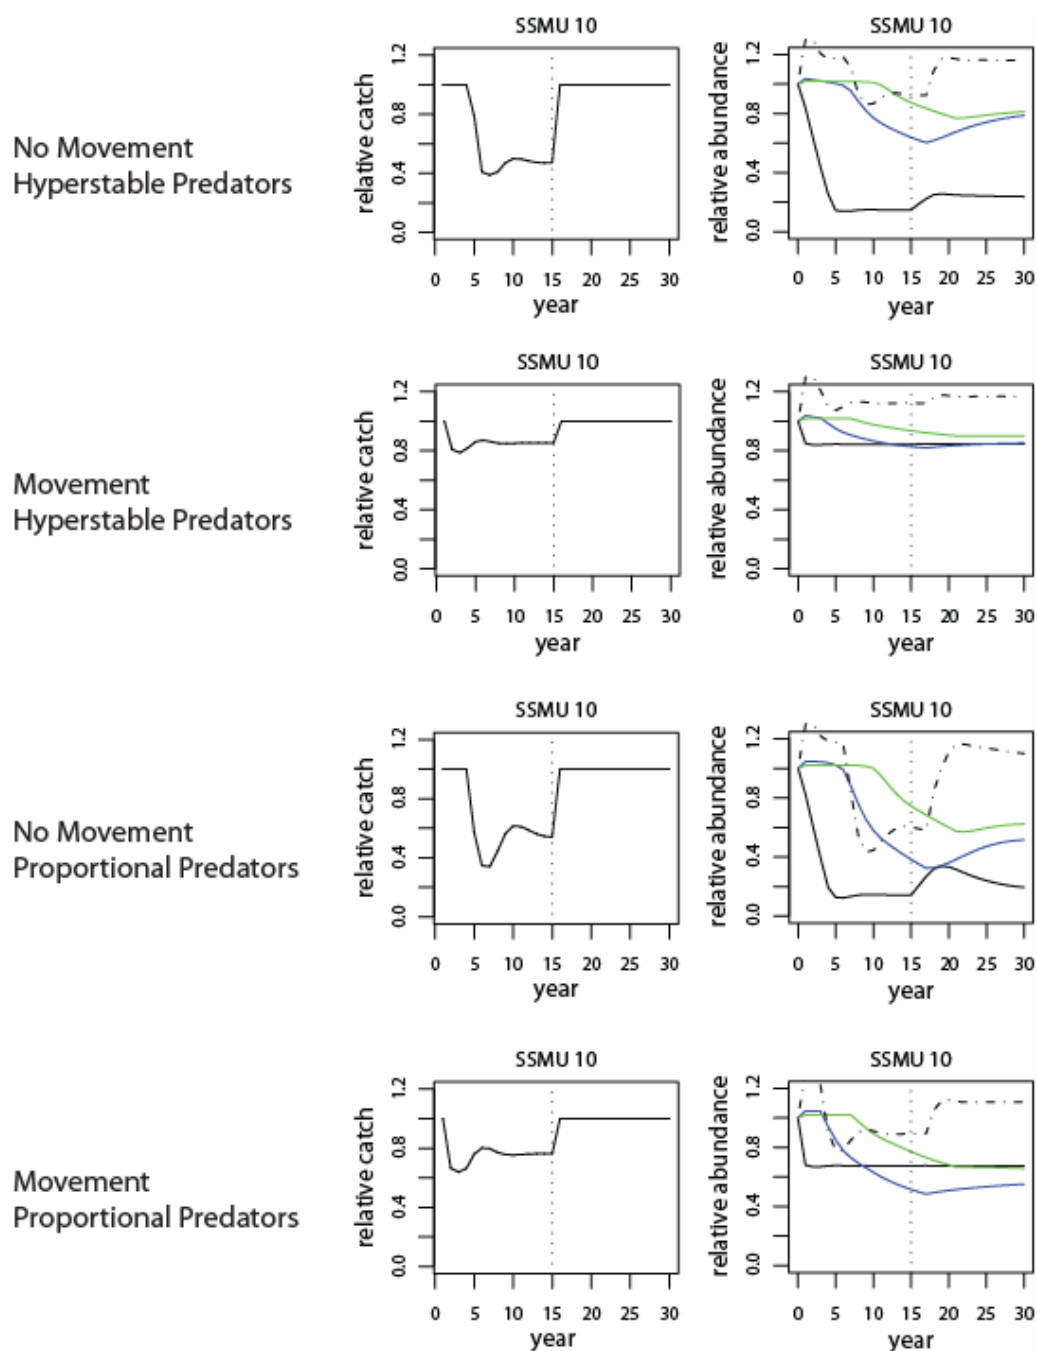 SSMU 10
SSMU 10
No Movement
Hyperstable Predators
relative catch
0.0 0.4 0.8 1.2
0 5 10 15 20 25 30
year
relative abundance
0.0 0.4 0.8 1.2
0 5 10 15 20 25 30
year
SSMU 10
SSMU 10
Movement
Hyperstable Predators
relative catch
0.0 0.4 0.8 1.2
0 5 10 15 20 25 30
year
relative abundance
0.0 0.4 0.8 1.2
0 5 10 15 20 25 30
year
SSMU 10
SSMU 10
No Movement
Proportional Predators
relative catch
0.0 0.4 0.8 1.2
0 5 10 15 20 25 30
year
relative abundance
0.0 0.4 0.8 1.2
0 5 10 15 20 25 30
year
SSMU 10
SSMU 10
Movement
Proportional Predators
relative catch
0.0 0.4 0.8 1.2
0 5 10 15 20 25 30
year
relative abundance
0.0 0.4 0.8 1.2
0 5 10 15 20 25 30
year